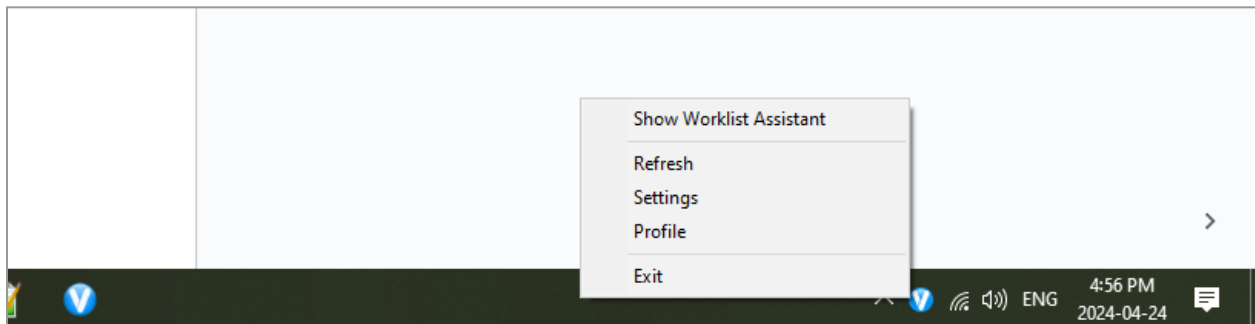 Show Worklist Assistant
Refresh
Settings
Profile
Exit
V
V
ENG
4:56 PM
2024-04-24